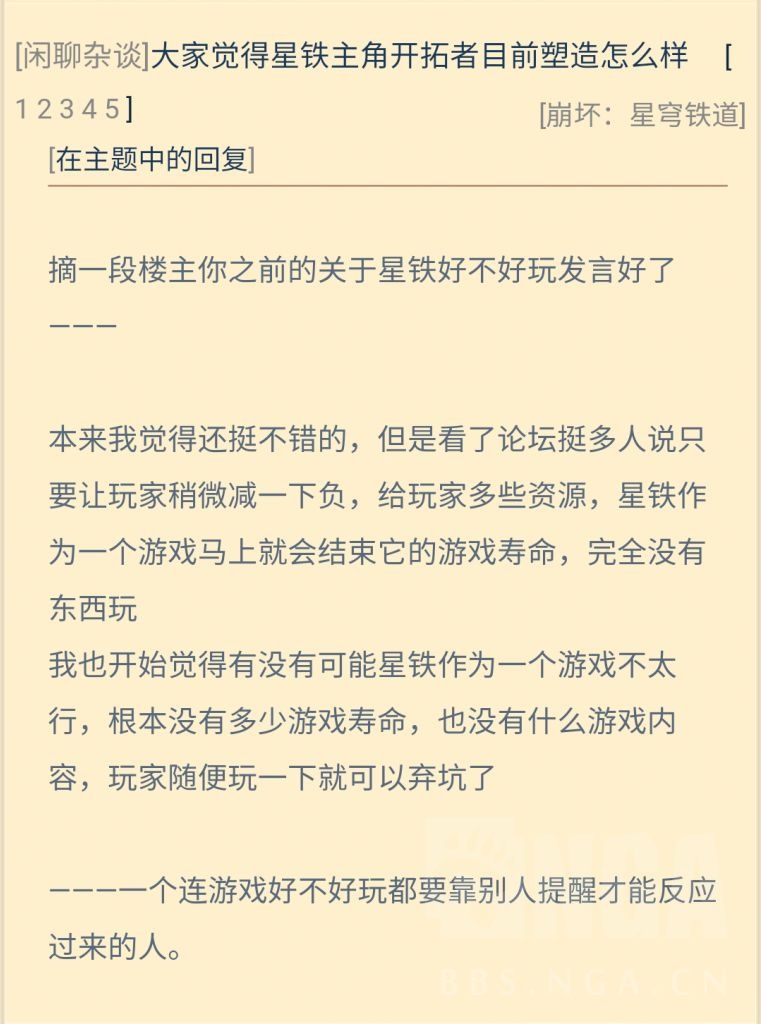 [闲聊杂谈]大家觉得星铁主角开拓者目前塑造怎么样 [
1 2 3 4 5 ]
[崩坏：星穹铁道]
[在主题中的回复]
摘一段楼主你之前的关于星铁好不好玩发言好了
———
本来我觉得还挺不错的，但是看了论坛挺多人说只
要让玩家稍微减一下负，给玩家多些资源，星铁作
为一个游戏马上就会结束它的游戏寿命，完全没有
东西玩
我也开始觉得有没有可能星铁作为一个游戏不太
行，根本没有多少游戏寿命，也没有什么游戏内
容，玩家随便玩一下就可以弃坑了
———一个连游戏好不好玩都要靠别人提醒才能反应
过来的人。
NGA
BBS.NGA.CN